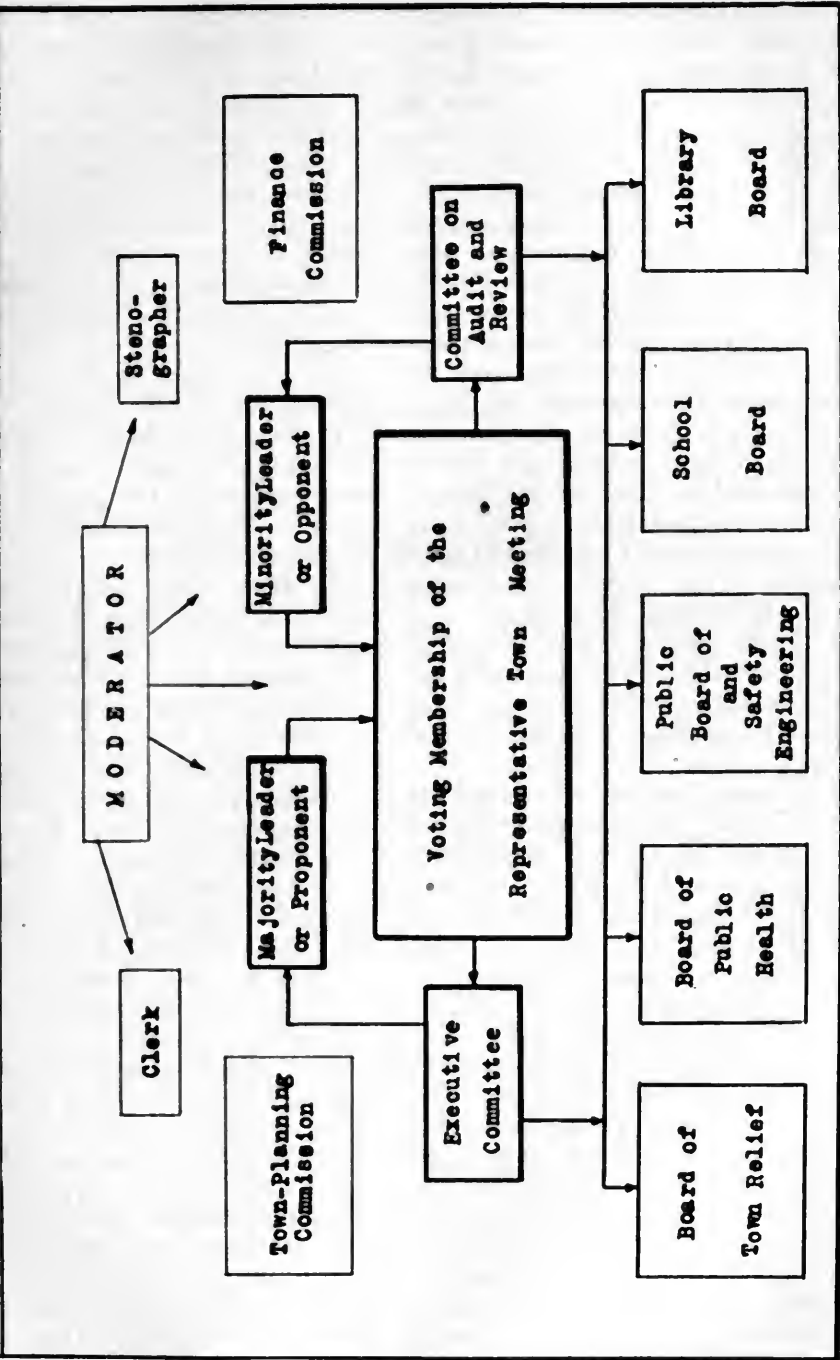 MODERATOR
Clerk
Steno-
grapher
Town-Planning
Commission
MajorityLeader
or Proponent
MinorityLeader
or Opponent
Finance
Commission
Executive
Committee
Voting Membership of the
Representative Town Meeting
Committee on
Audit and
Review
Board of
Town Relief
Board of
Public
Health
Public
Board of
and
Safety
Engineering
School
Board
Library
Board